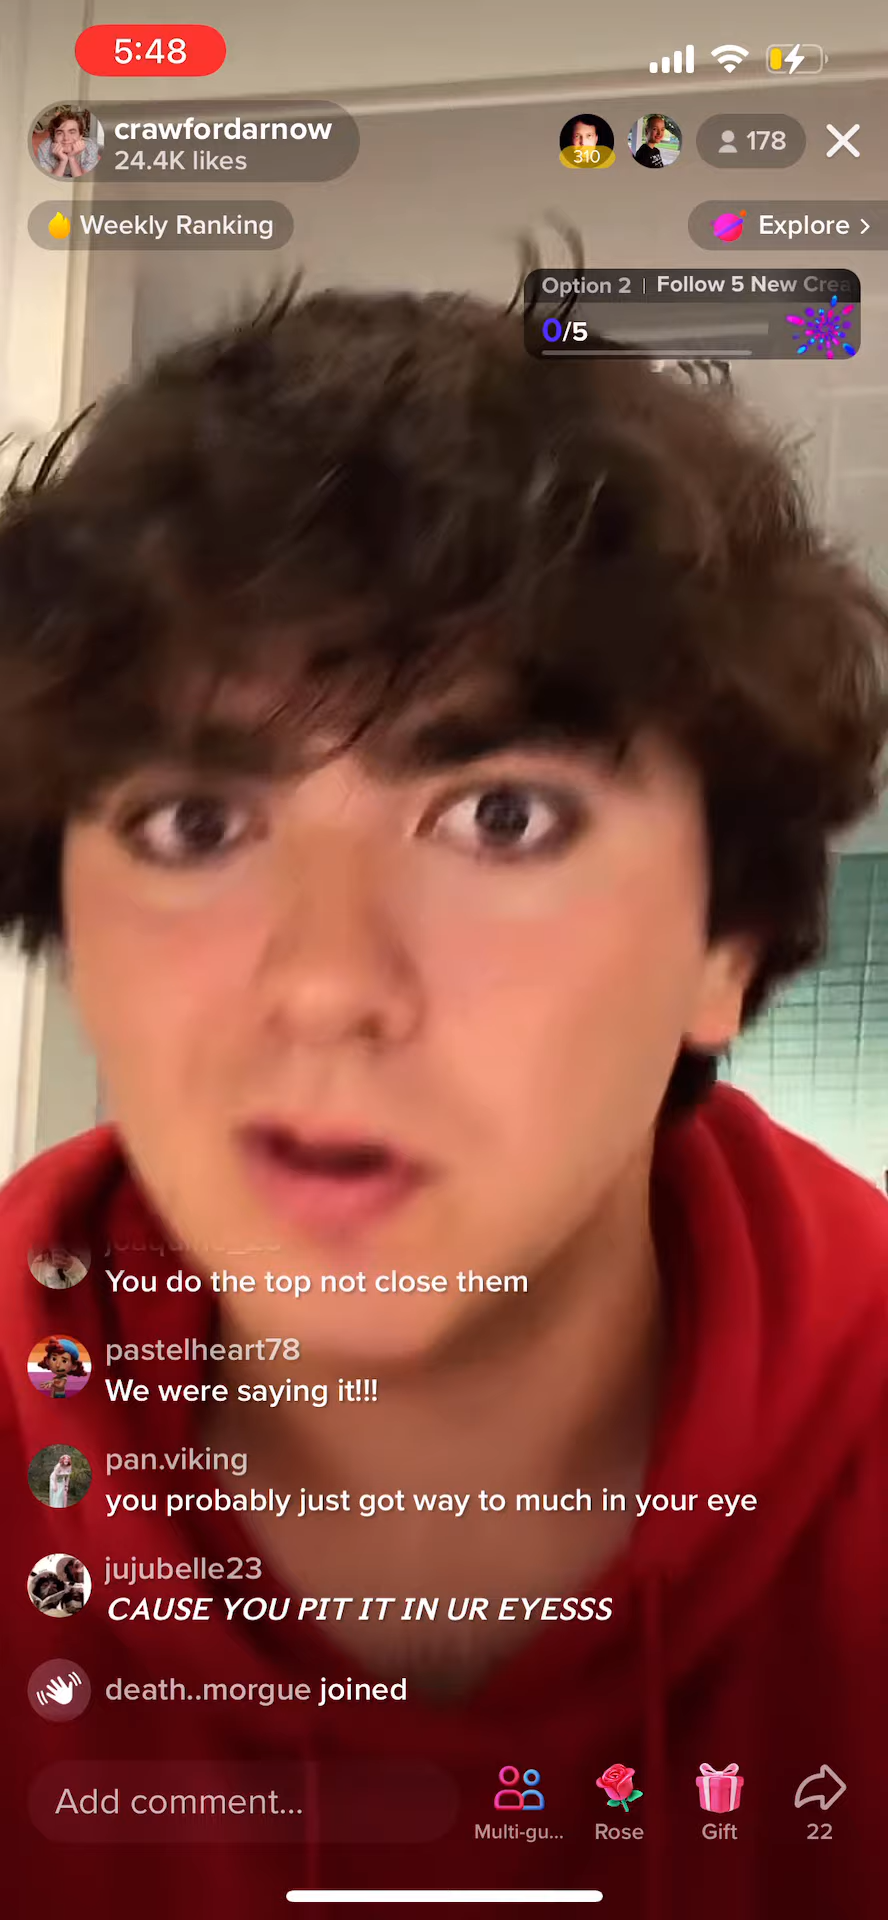 5:48
crawfordarnow
24.4K likes
310
178
Weekly Ranking
Explore >
Option 2 | Follow 5 New Crea
0/5
You do the top not close them
pastelheart78
We were saying it!!!
pan.viking
you probably just got way to much in your eye
jujubelle23
CAUSE YOU PIT IT IN UR EYESSS
death..morgue joined
Add comment...
Multi-gu...
Rose
Gift
22